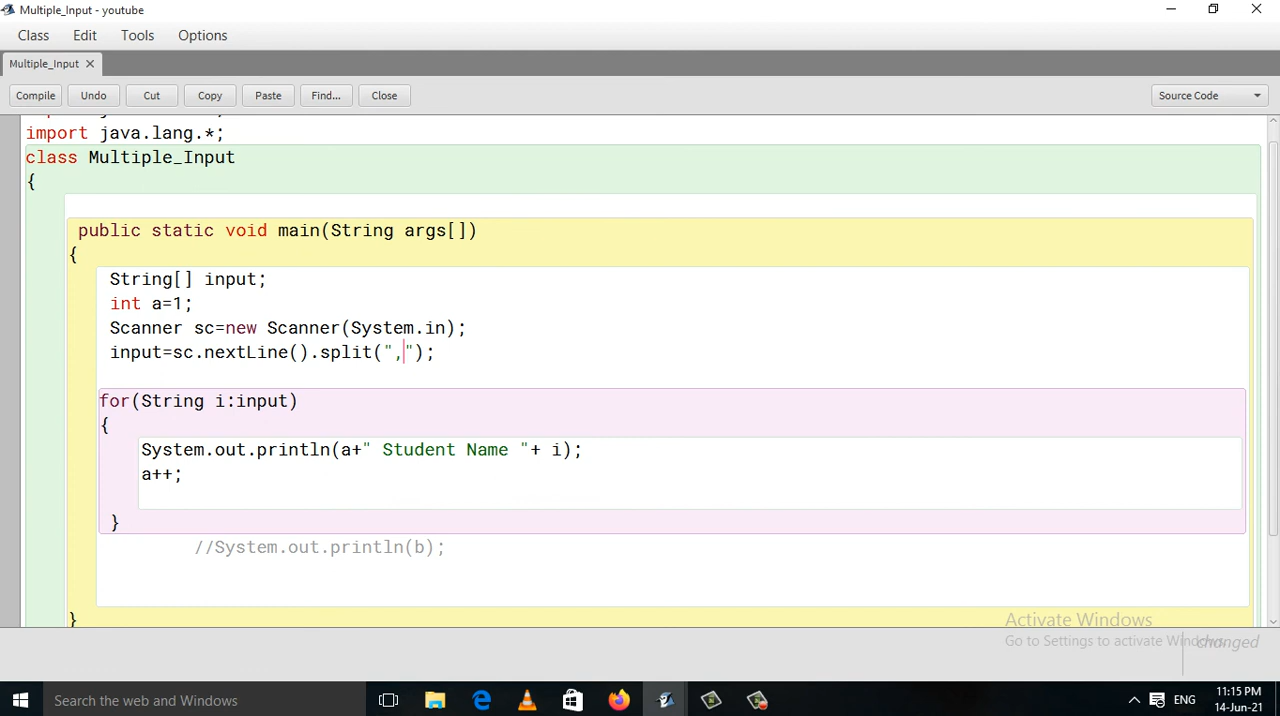 Multiple_Input - youtube
Class Edit Tools Options
Multiple_Input
Compile Undo Cut Copy Paste Find... Close Source Code
import java.lang.*;
class Multiple_Input
{
public static void main(String args[])
{
String[] input;
int a=1;
Scanner sc=new Scanner(System.in);
input=sc.nextLine().split(",");
for(String i:input)
{
System.out.println(a+" Student Name "+ i);
a++;
}
//System.out.println(b);
}
Activate Windows
Go to Settings to activate Windows.
changed
Search the web and Windows
ENG
11:15 PM
14-Jun-21